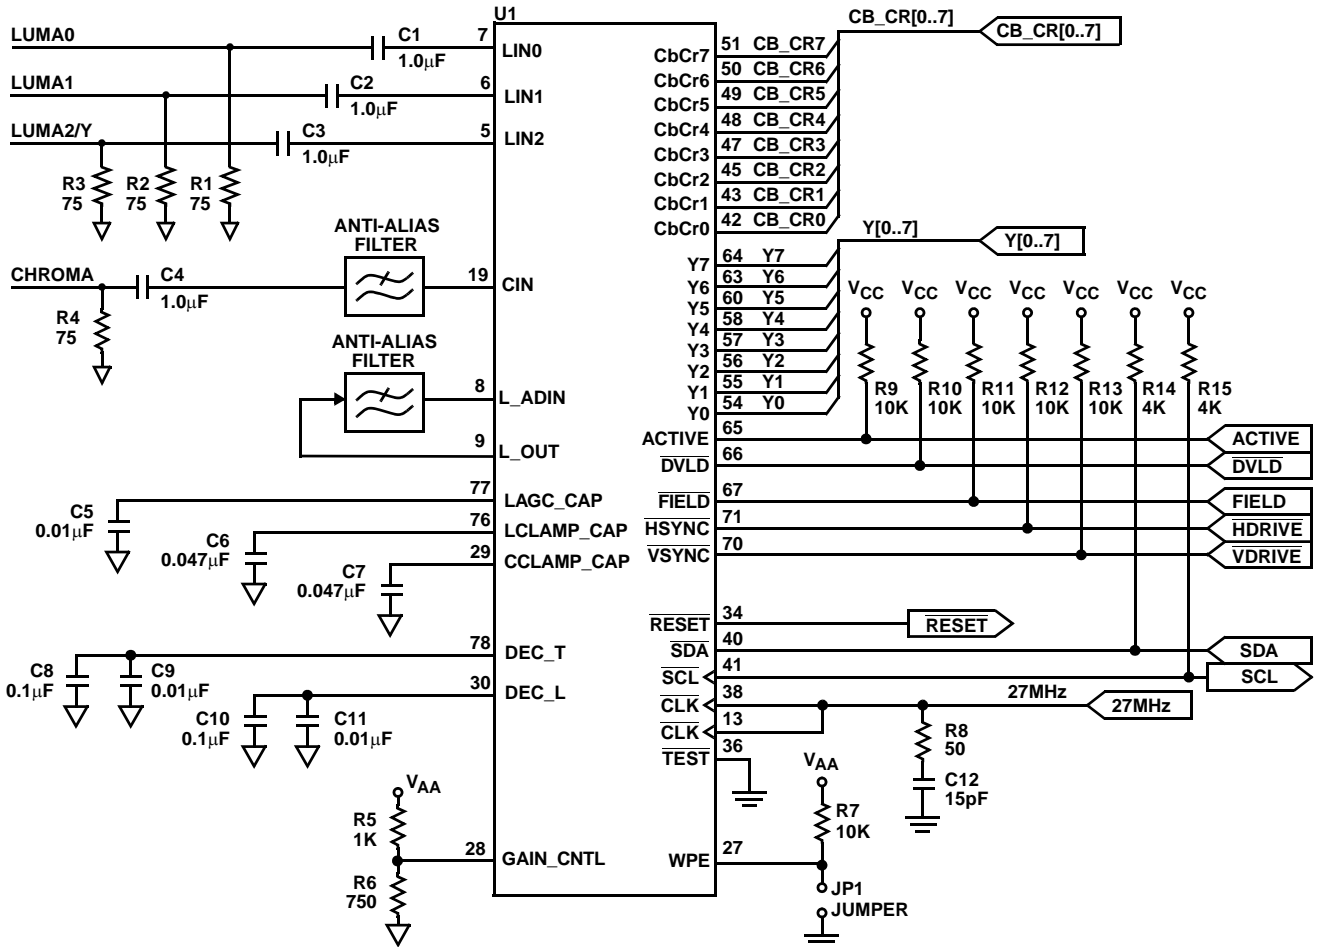 U1
LUMA0
C1
1.0μF
7
LIN0
LUMA1
C2
1.0μF
6
LIN1
LUMA2/Y
C3
1.0μF
5
LIN2
R3
75
R2
75
R1
75
ANTI-ALIAS
FILTER
CHROMA
C4
1.0μF
19
CIN
R4
75
ANTI-ALIAS
FILTER
8
L_ADIN
9
L_OUT
77
LAGC_CAP
C5
0.01μF
76
LCLAMP_CAP
C6
0.047μF
29
CCLAMP_CAP
C7
0.047μF
78
DEC_T
C8
0.1μF
C9
0.01μF
30
DEC_L
C10
0.1μF
C11
0.01μF
VAA
R5
1K
28
GAIN_CNTL
R6
750
CB_CR[0..7]
CB_CR[0..7]
CbCr7
51
CB_CR7
CbCr6
50
CB_CR6
CbCr5
49
CB_CR5
CbCr4
48
CB_CR4
CbCr3
47
CB_CR3
CbCr2
45
CB_CR2
CbCr1
43
CB_CR1
CbCr0
42
CB_CR0
Y[0..7]
Y[0..7]
Y7
64
Y7
Y6
63
Y6
Y5
60
Y5
Y4
58
Y4
Y3
57
Y3
Y2
56
Y2
Y1
55
Y1
Y0
54
Y0
VCC
VCC
VCC
VCC
VCC
VCC
VCC
R9
10K
R10
10K
R11
10K
R12
10K
R13
10K
R14
4K
R15
4K
ACTIVE
65
ACTIVE
DVLD
66
DVLD
FIELD
67
FIELD
HSYNC
71
HDRIVE
VSYNC
70
VDRIVE
RESET
34
RESET
SDA
40
SDA
SCL
41
SCL
CLK
38
27MHz
27MHz
CLK
13
TEST
36
R8
50
C12
15pF
VAA
R7
10K
WPE
27
JP1
JUMPER